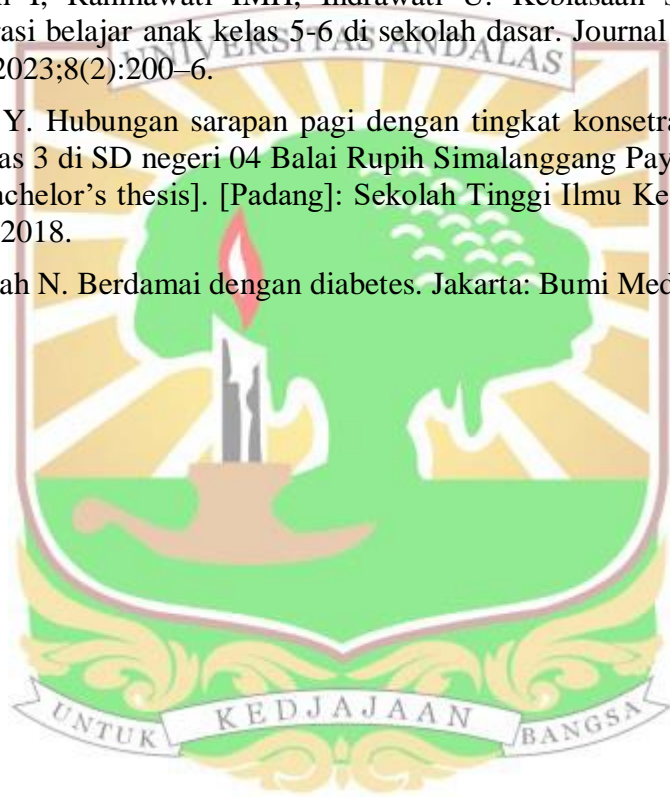 I, Rahmawati IMH, Indrawati U. Kebiasaan s
rasi belajar anak kelas 5-6 di sekolah dasar. Journal
2023;8(2):200–6.
Y. Hubungan sarapan pagi dengan tingkat konsetra
as 3 di SD negeri 04 Balai Rupih Simalanggang Pay
achelor's thesis]. [Padang]: Sekolah Tinggi Ilmu Ke
2018.
ah N. Berdamai dengan diabetes. Jakarta: Bumi Med
UNIVERSITAS ANDALAS
UNTUK KEDJAJAAN BANGSA